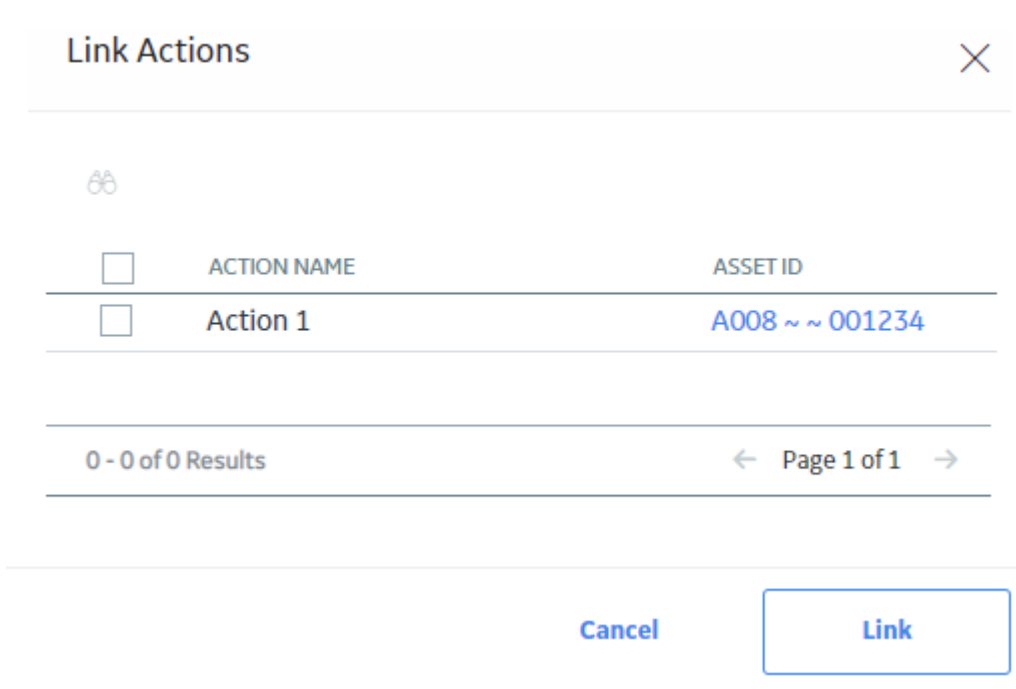 Link Actions
ACTION NAME ASSET ID
Action 1 A008 ~ ~ 001234
0 - 0 of 0 Results Page 1 of 1
Cancel Link